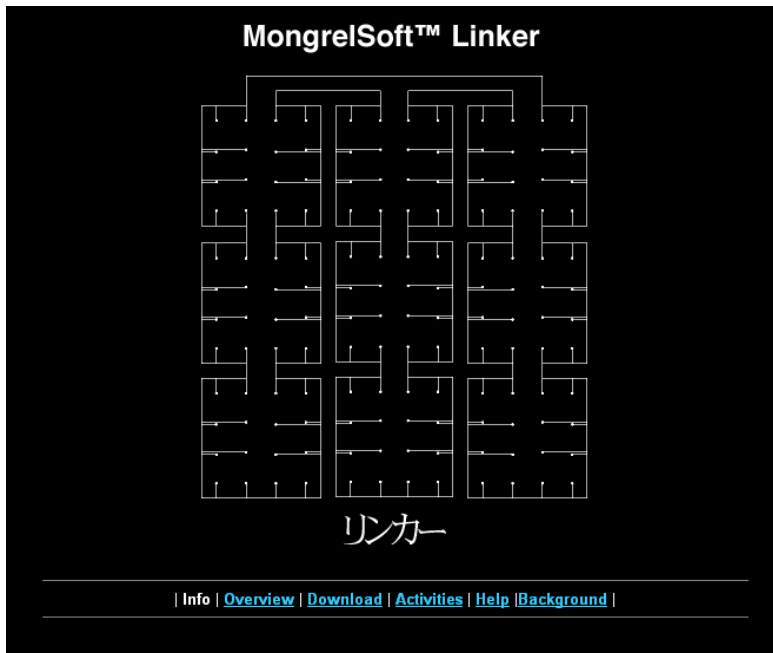 MongrelSoft™ Linker
リンカー
| Info | Overview | Download | Activities | Help |Background |